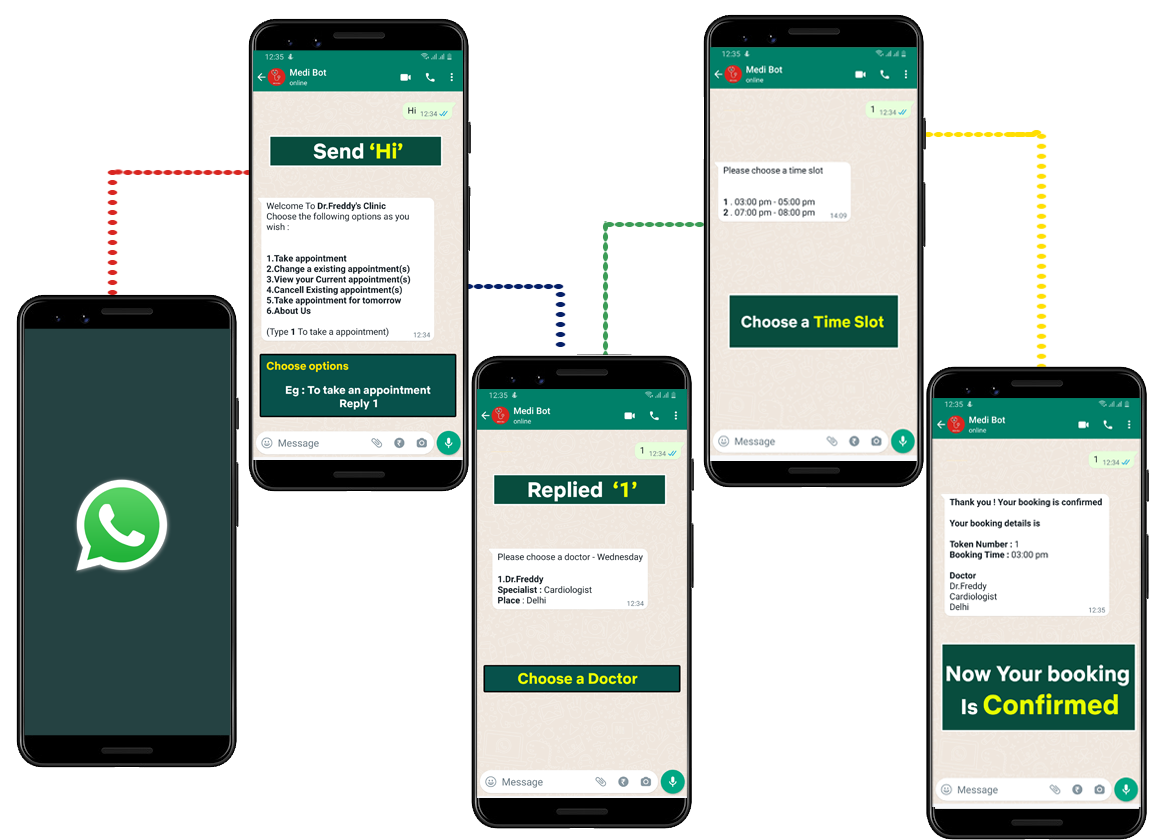 12:35
Medi Bot
online
Hi 12:34
Send ‘Hi’
Welcome To Dr.Freddy's Clinic
Choose the following options as you
wish :
1.Take appointment
2.Change a existing appointment(s)
3.View your Current appointment(s)
4.Cancell Existing appointment(s)
5.Take appointment for tomorrow
6.About Us
(Type 1 To take a appointment) 12:34
Choose options
Eg : To take an appointment
Reply 1
Message
12:35
Medi Bot
online
1 12:34
Replied ‘1’
Please choose a doctor - Wednesday
1.Dr.Freddy
Specialist : Cardiologist
Place : Delhi
12:34
Choose a Doctor
Message
12:35
Medi Bot
online
1 12:34
Please choose a time slot
1 . 03:00 pm - 05:00 pm
2 . 07:00 pm - 08:00 pm 14:09
Choose a Time Slot
Message
12:35
Medi Bot
online
1 12:34
Thank you ! Your booking is confirmed
Your booking details is
Token Number : 1
Booking Time : 03:00 pm
Doctor
Dr.Freddy
Cardiologist
Delhi
12:35
Now Your booking
Is Confirmed
Message